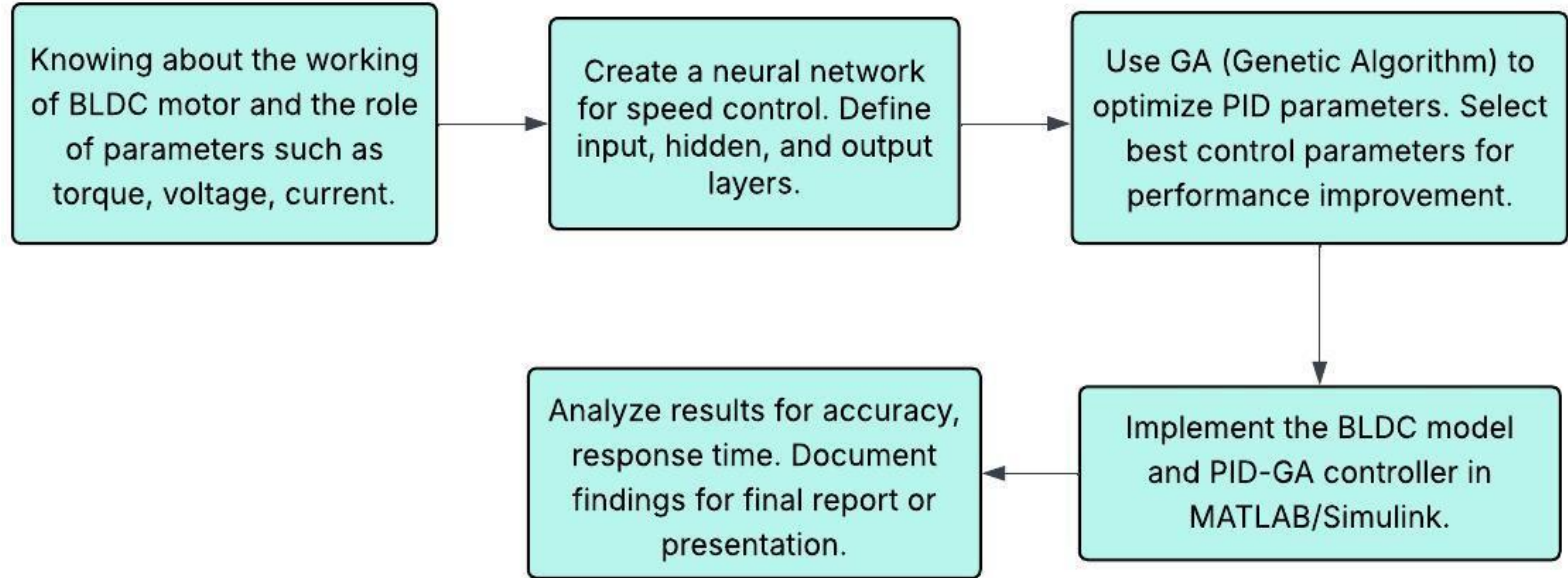 Knowing about the working
of BLDC motor and the role
of parameters such as
torque, voltage, current.
Create a neural network
for speed control. Define
input, hidden, and output
layers.
Use GA (Genetic Algorithm) to
optimize PID parameters. Select
best control parameters for
performance improvement.
Implement the BLDC model
and PID-GA controller in
MATLAB/Simulink.
Analyze results for accuracy,
response time. Document
findings for final report or
presentation.